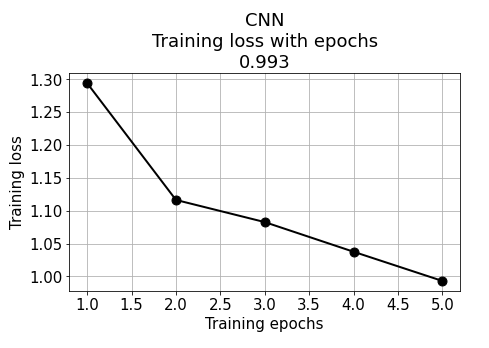 CNN
Training loss with epochs
0.993
1.30
1.25
1.20
1.15
1.10
1.05
1.00
Training loss
1.0 1.5 2.0 2.5 3.0 3.5 4.0 4.5 5.0
Training epochs